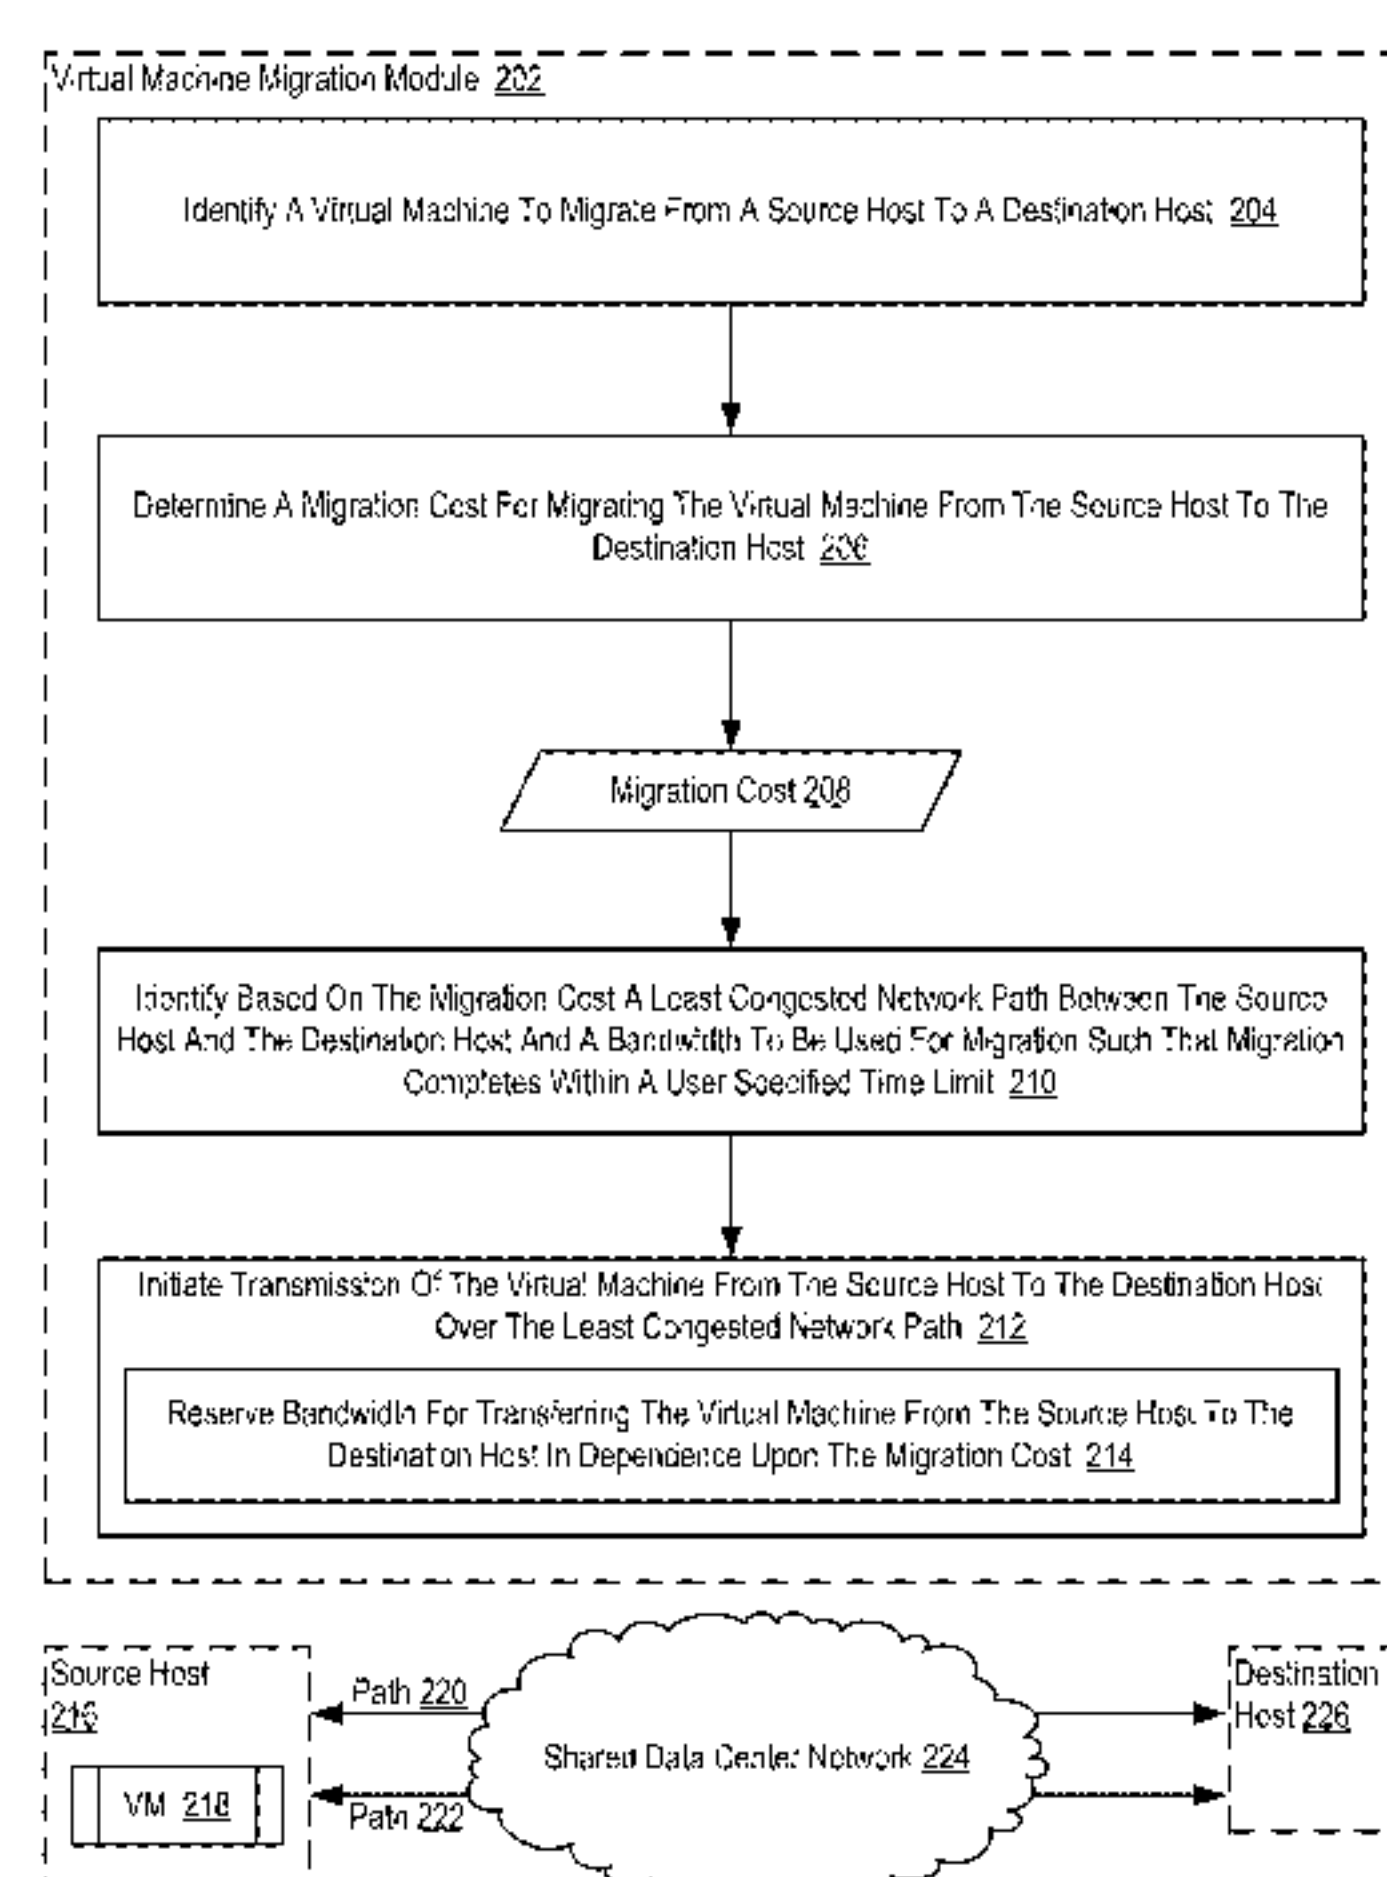 Virtual Machine Migration Module 202
Identify A Virtual Machine To Migrate From A Source Host To A Destination Host 204
Determine A Migration Cost For Migrating The Virtual Machine From The Source Host To The
Destination Host 206
Migration Cost 208
Identify Based On The Migration Cost A Least Congested Network Path Between The Source
Host And The Destination Host And A Bandwidth To Be Used For Migration Such That Migration
Completes Within A User Specified Time Limit 210
Initiate Transmission Of The Virtual Machine From The Source Host To The Destination Host
Over The Least Congested Network Path 212
Reserve Bandwidth For Transferring The Virtual Machine From The Source Host To The
Destination Host In Dependence Upon The Migration Cost 214
Source Host
216
VM 218
Path 220
Path 222
Shared Data Center Network 224
Destination
Host 226